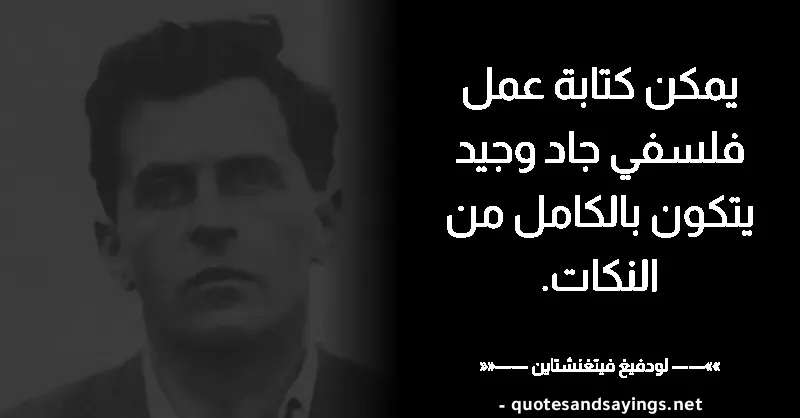 يمكن كتابة عمل
فلسفي جاد وجيد
يتكون بالكامل من
النكات.
»»—— لودفيغ فيتغنشتاين ——««
- quotesandsayings.net